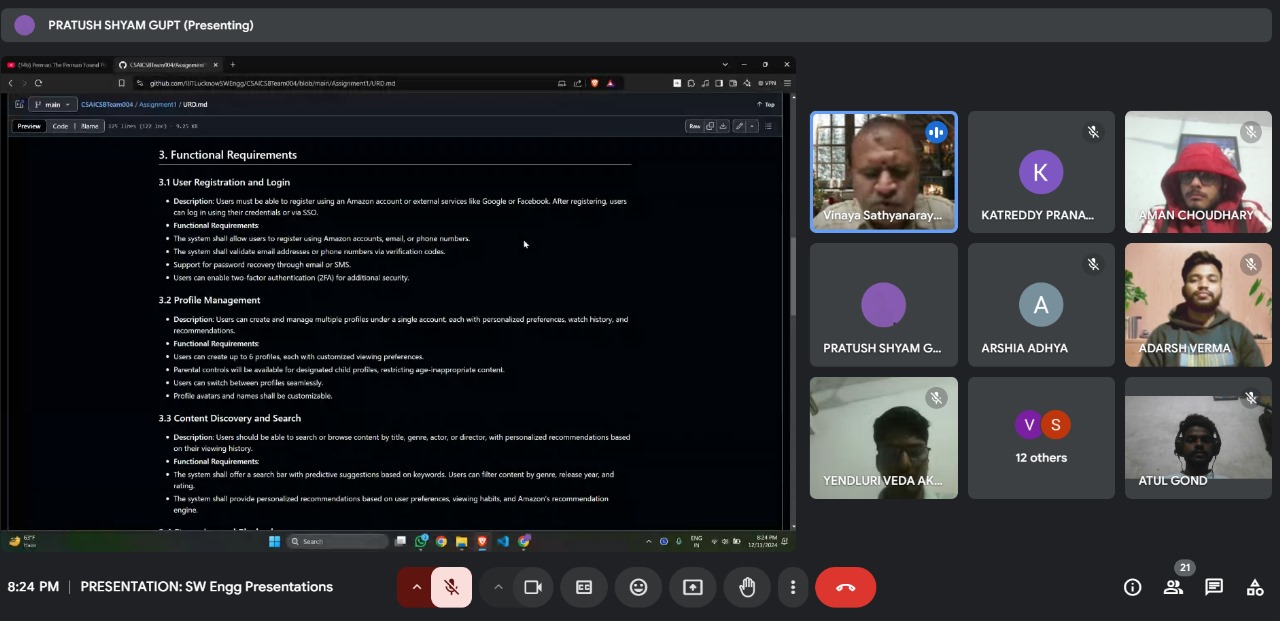 PRATUSH SHYAM GUPT (Presenting)
CSAICSBTeam004/Assignment
github.com/IIITLucknowSWEngg/CSAICSBTeam004/blob/main/Assignment1/URD.md
VPN
main
CSAICSBTeam004 / Assignment1 / URD.md
Top
Preview Code Blame 125 lines (122 loc) · 9.25 KB
Raw
3. Functional Requirements
3.1 User Registration and Login
• Description: Users must be able to register using an Amazon account or external services like Google or Facebook. After registering, users
can log in using their credentials or via SSO.
• Functional Requirements:
• The system shall allow users to register using Amazon accounts, email, or phone numbers.
• The system shall validate email addresses or phone numbers via verification codes.
• Support for password recovery through email or SMS.
• Users can enable two-factor authentication (2FA) for additional security.
3.2 Profile Management
• Description: Users can create and manage multiple profiles under a single account, each with personalized preferences, watch history, and
recommendations.
• Functional Requirements:
• Users can create up to 6 profiles, each with customized viewing preferences.
• Parental controls will be available for designated child profiles, restricting age-inappropriate content.
• Users can switch between profiles seamlessly.
• Profile avatars and names shall be customizable.
3.3 Content Discovery and Search
• Description: Users should be able to search or browse content by title, genre, actor, or director, with personalized recommendations based
on their viewing history.
• Functional Requirements:
• The system shall offer a search bar with predictive suggestions based on keywords. Users can filter content by genre, release year, and
rating.
• The system shall provide personalized recommendations based on user preferences, viewing habits, and Amazon's recommendation
engine.
63°F
Haze
Search
ENG
IN
8:24 PM
12/11/2024
Vinaya Sathyanaray...
K
KATREDDY PRANA...
AMAN CHOUDHARY
PRATUSH SHYAM G...
A
ARSHIA ADHYA
ADARSH VERMA
YENDLURI VEDA AK...
V S
12 others
ATUL GOND
8:24 PM | PRESENTATION: SW Engg Presentations
21